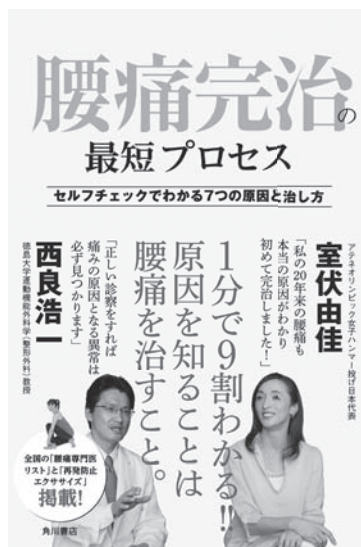 腰痛完治の
最短プロセス
セルフチェックでわかる7つの原因と治し方
アテネオリンピック女子ハンマー投げ日本代表
室伏由佳
「私の20年来の腰痛も
本当の原因がわかり
初めて完治しました!」
1分で9割わかる!!
原因を知ることは
腰痛を治すこと。
「正しい診察をすれば
痛みの原因となる異常は
必ず見つかります」
西良浩一
徳島大学運動機能外科学(整形外科)教授
全国の「腰痛専門医
リスト」と「再発防止
エクササイズ」
掲載!
角川書店